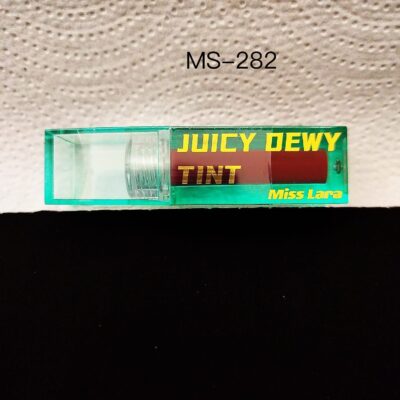 MS-282
JUICY DEWY
TINT
Miss Lara